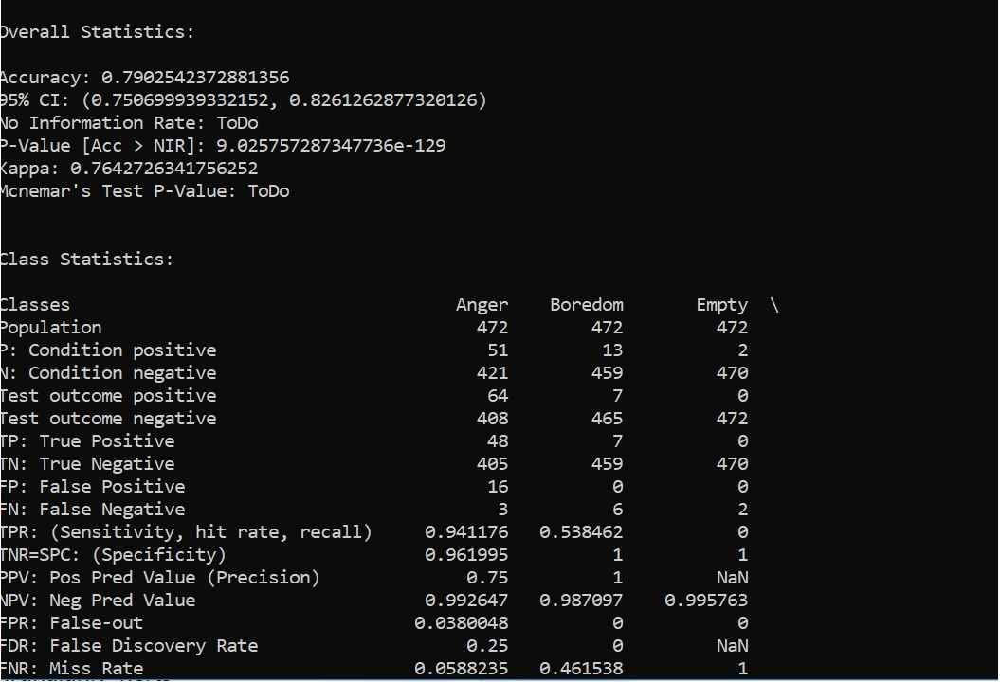 Overall Statistics:
Accuracy: 0.7902542372881356
95% CI: (0.750699939332152, 0.8261262877320126)
No Information Rate: ToDo
P-Value [Acc > NIR]: 9.025757287347736e-129
Kappa: 0.7642726341756252
Mcnemar's Test P-Value: ToDo
Class Statistics:
Classes Anger Boredom Empty \
Population 472 472 472
P: Condition positive 51 13 2
N: Condition negative 421 459 470
Test outcome positive 64 7 0
Test outcome negative 408 465 472
TP: True Positive 48 7 0
TN: True Negative 405 459 470
FP: False Positive 16 0 0
FN: False Negative 3 6 2
TPR: (Sensitivity, hit rate, recall) 0.941176 0.538462 0
TNR=SPC: (Specificity) 0.961995 1 1
PPV: Pos Pred Value (Precision) 0.75 1 NaN
NPV: Neg Pred Value 0.992647 0.987097 0.995763
FPR: False-out 0.0380048 0 0
FDR: False Discovery Rate 0.25 0 NaN
FNR: Miss Rate 0.0588235 0.461538 1